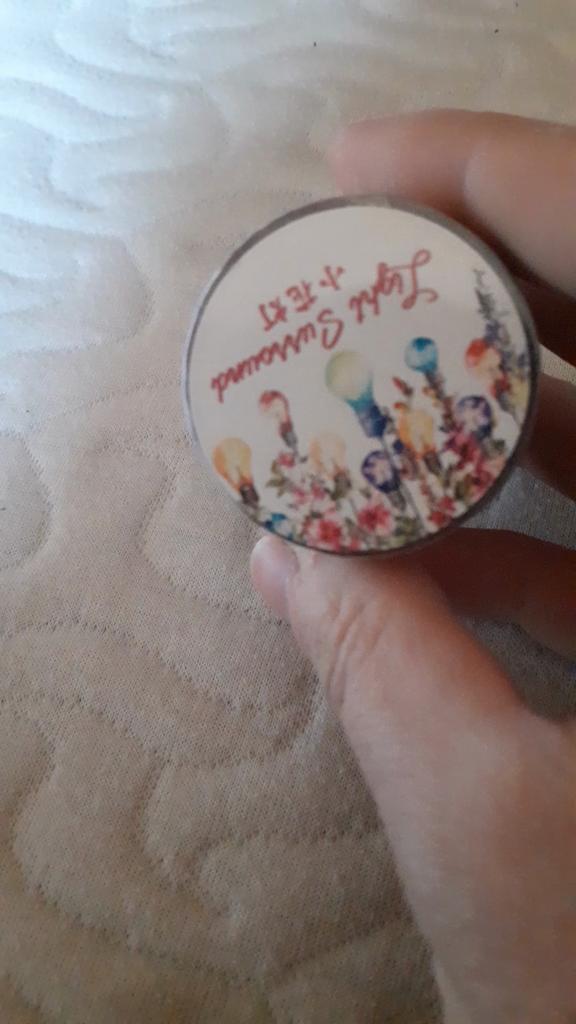 Light Surround
小花灯